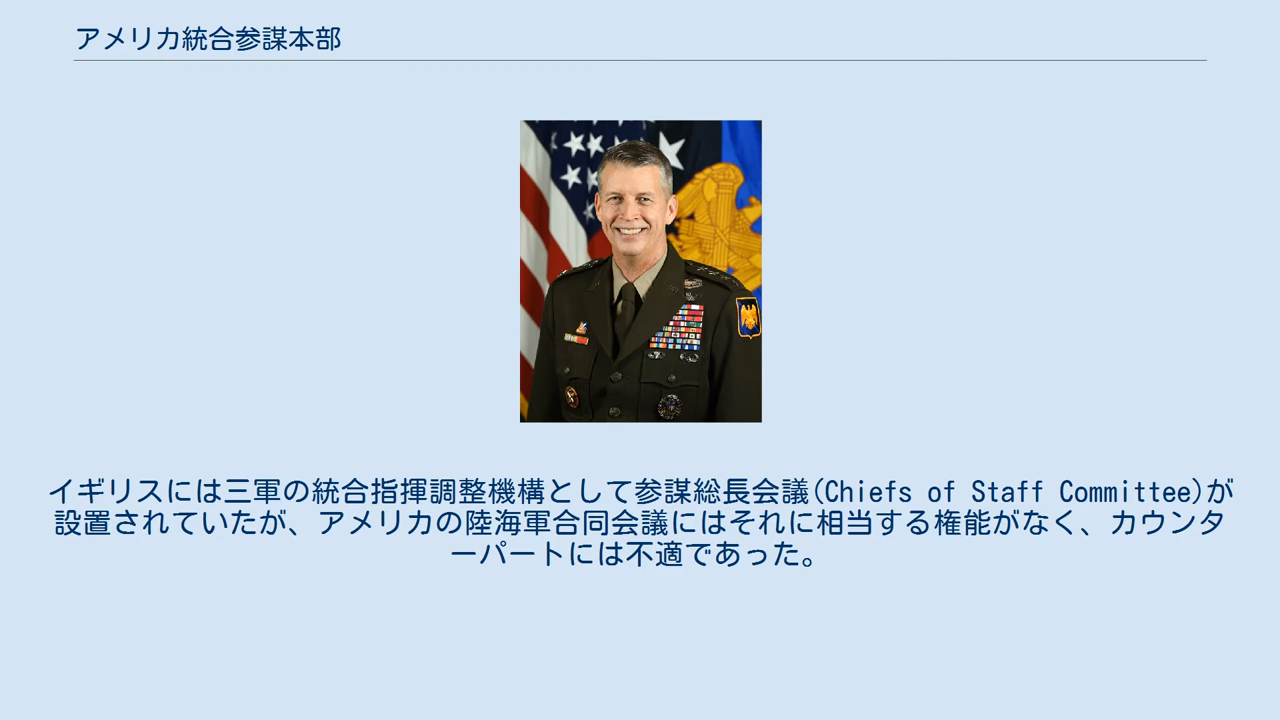 アメリカ統合参謀本部
イギリスには三軍の統合指揮調整機構として参謀総長会議(Chiefs of Staff Committee)が
設置されていたが、アメリカの陸海軍合同会議にはそれに相当する権能がなく、カウンタ
ーパートには不適であった。